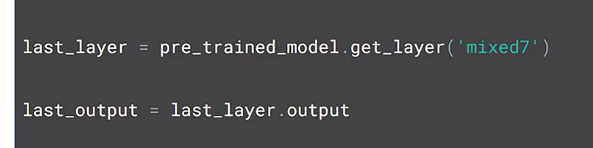 last_layer = pre_trained_model.get_layer('mixed7')
last_output = last_layer.output